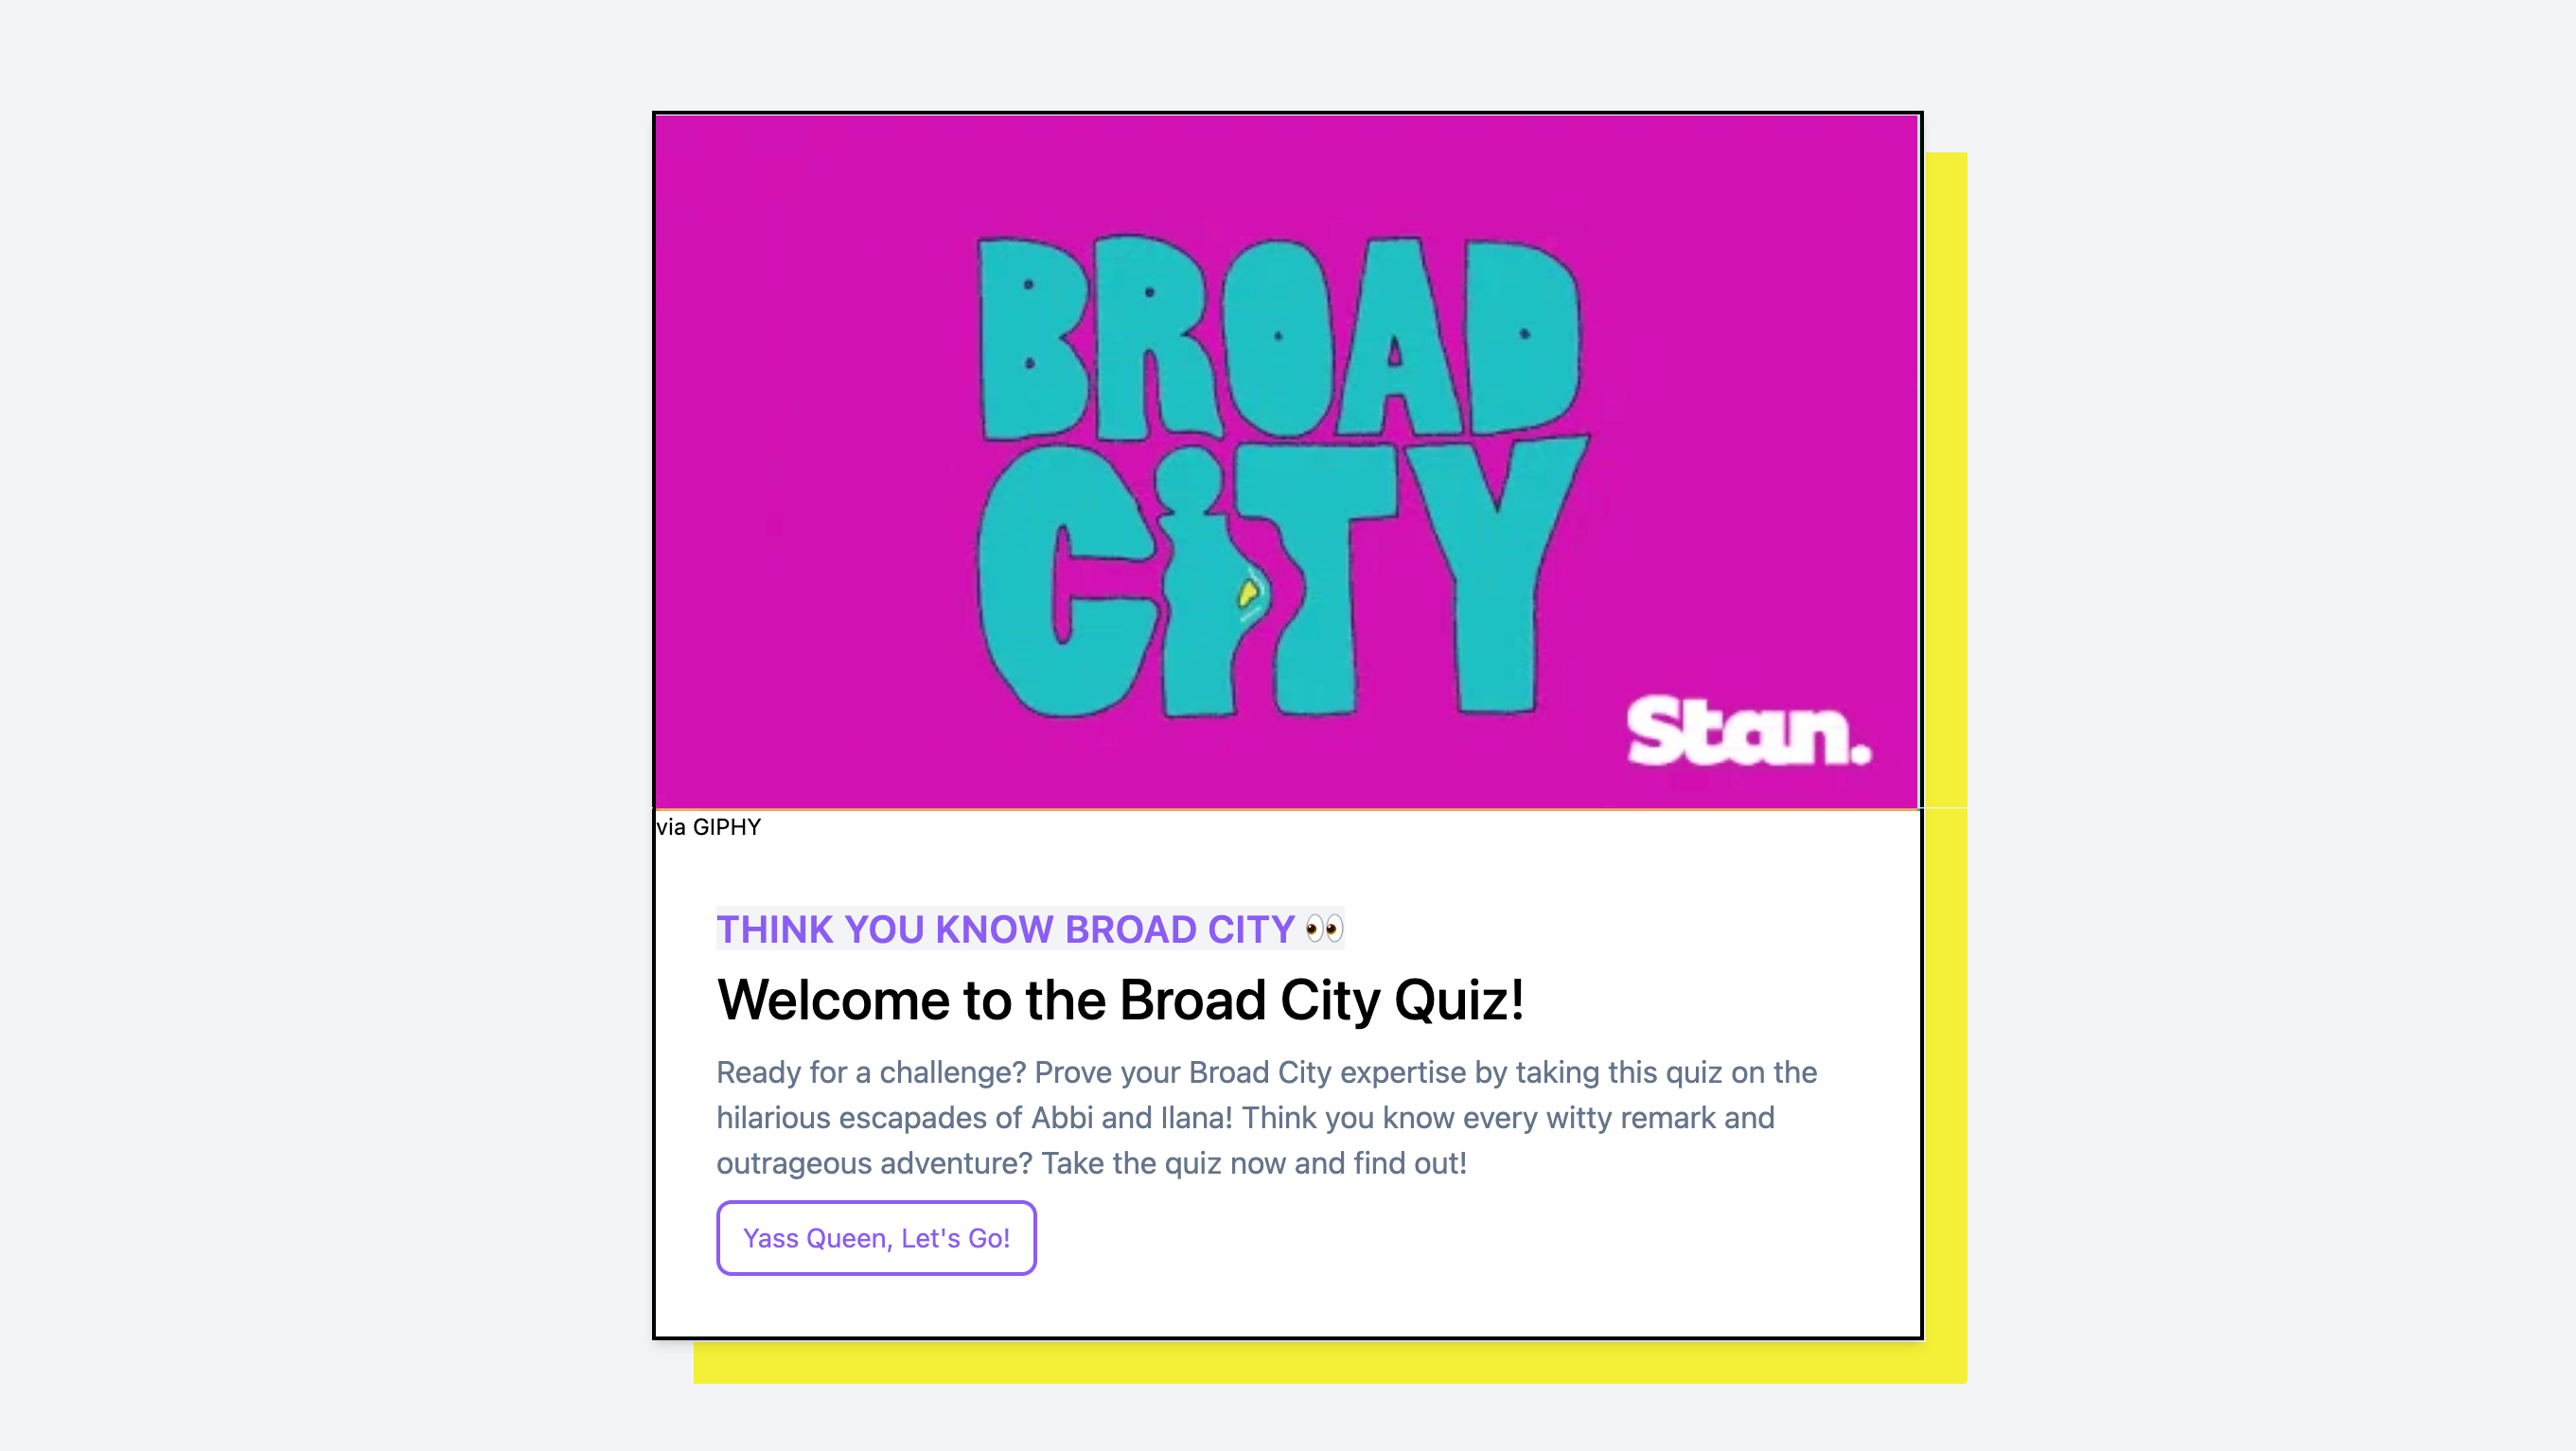 BROAD
CiTY
Stan.
via GIPHY
THINK YOU KNOW BROAD CITY 👀
Welcome to the Broad City Quiz!
Ready for a challenge? Prove your Broad City expertise by taking this quiz on the
hilarious escapades of Abbi and Ilana! Think you know every witty remark and
outrageous adventure? Take the quiz now and find out!
Yass Queen, Let's Go!